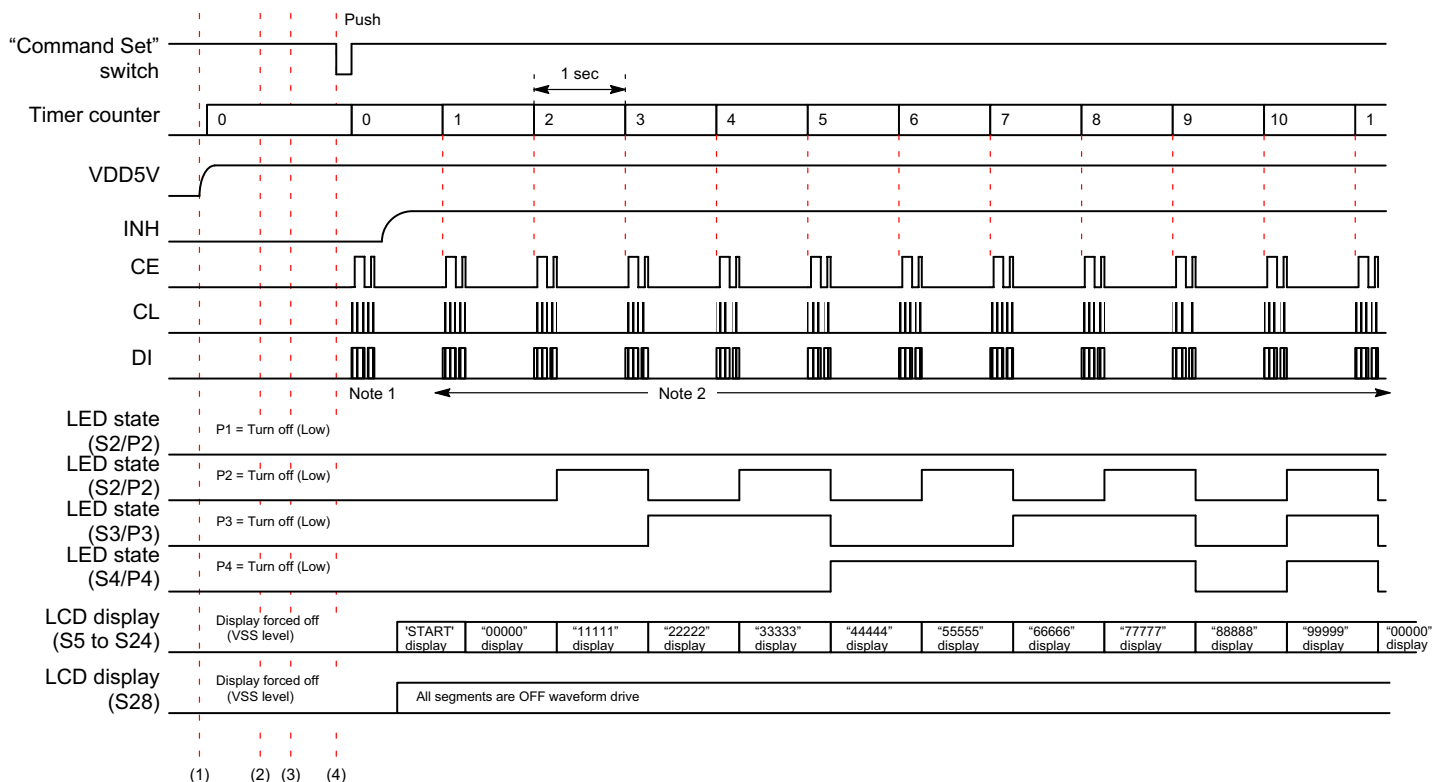 Push
“Command Set”
switch
1 sec
Timer counter
0 0 1 2 3 4 5 6 7 8 9 10 1
VDD5V
INH
CE
CL
DI
Note 1 Note 2
LED state
(S2/P2)
P1 = Turn off (Low)
LED state
(S2/P2)
P2 = Turn off (Low)
LED state
(S3/P3)
P3 = Turn off (Low)
LED state
(S4/P4)
P4 = Turn off (Low)
LCD display
(S5 to S24)
Display forced off
(VSS level)
'START' “00000” “11111” “22222” “33333” “44444” “55555” “66666” “77777” “88888” “99999” “00000”
display display display display display display display display display display display display
LCD display
(S28)
Display forced off
(VSS level)
All segments are OFF waveform drive
(1) (2) (3) (4)